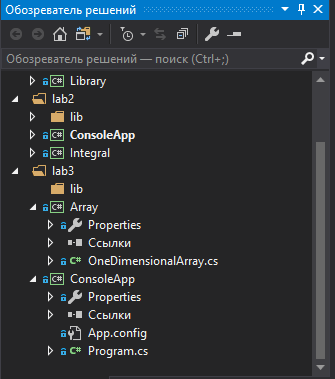 Обозреватель решений
Обозреватель решений — поиск (Ctrl+;)
C# Library
lab2
lib
C# ConsoleApp
C# Integral
lab3
lib
C# Array
Properties
Ссылки
C# OneDimensionalArray.cs
C# ConsoleApp
Properties
Ссылки
App.config
C# Program.cs